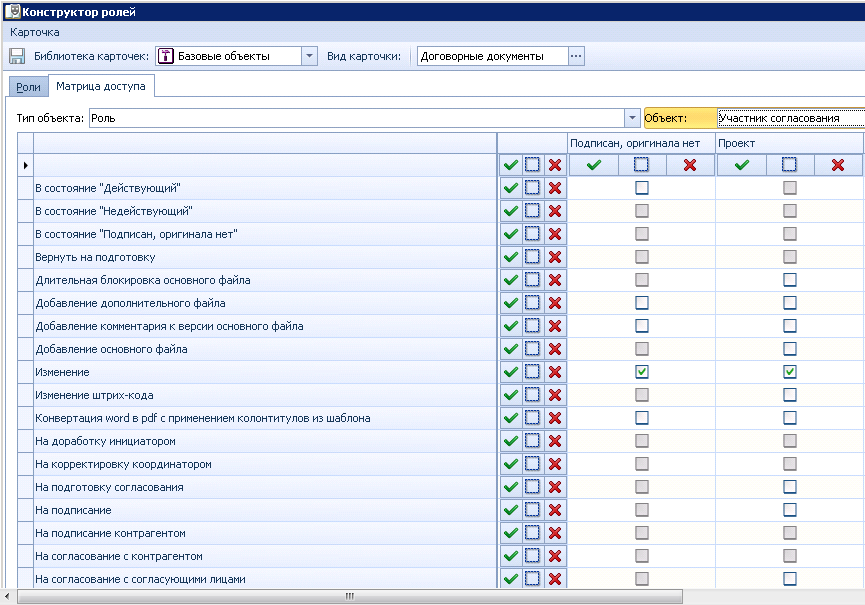 Конструктор ролей
Карточка
Библиотека карточек: Базовые объекты Вид карточки: Договорные документы ...
Роли Матрица доступа
Тип объекта: Роль Объект: Участник согласования
Подписан, оригинала нет Проект
В состояние "Действующий"
В состояние "Недействующий"
В состояние "Подписан, оригинала нет"
Вернуть на подготовку
Длительная блокировка основного файла
Добавление дополнительного файла
Добавление комментария к версии основного файла
Добавление основного файла
Изменение
Изменение штрих-кода
Конвертация word в pdf с применением колонтитулов из шаблона
На доработку инициатором
На корректировку координатором
На подготовку согласования
На подписание
На подписание контрагентом
На согласование с контрагентом
На согласование с согласующими лицами